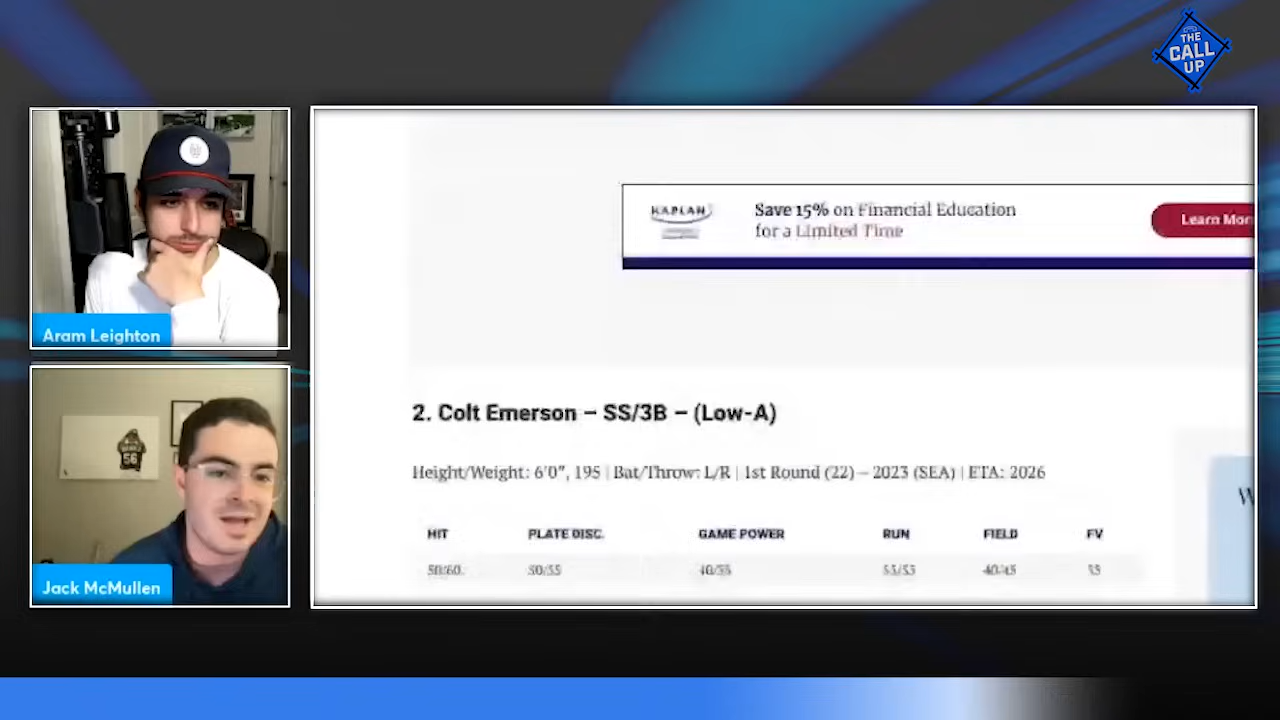 THE
CALL
UP
Aram Leighton
56
Jack McMullen
KAPLAN
Save 15% on Financial Education
for a Limited Time
Learn Mor
2. Colt Emerson – SS/3B – (Low-A)
Height/Weight: 6'0″, 195 | Bat/Throw: L/R | 1st Round (22) – 2023 (SEA) | ETA: 2026
HIT PLATE DISC. GAME POWER RUN FIELD FV
50/60 50/55 40/55 55/55 40/45
W